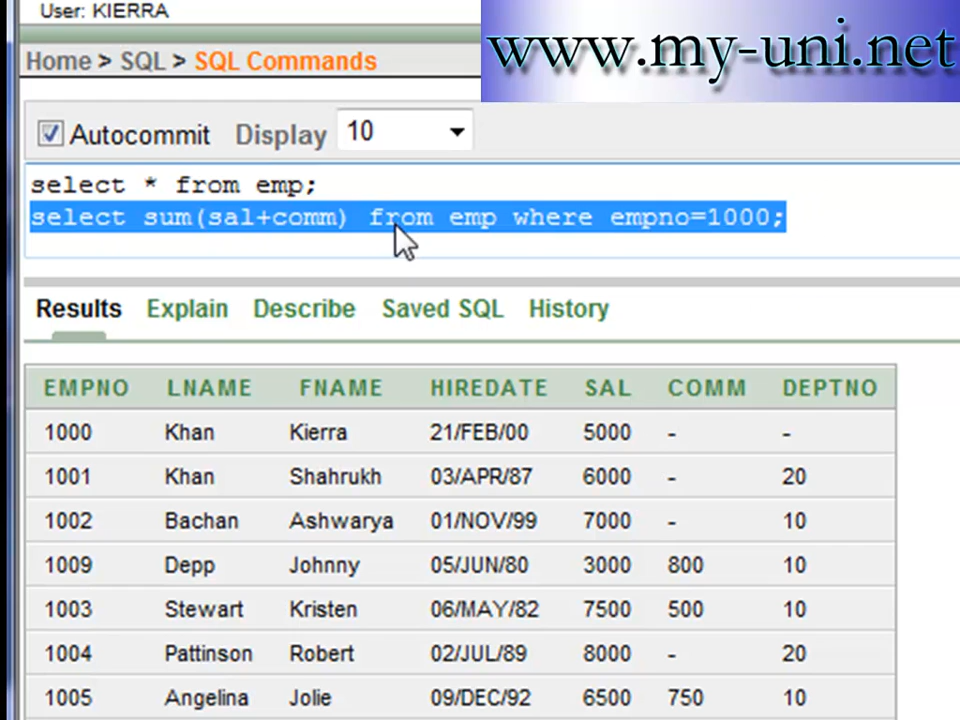 User: KIERRA
www.my-uni.net
Home > SQL > SQL Commands
Autocommit Display 10
select * from emp;
select sum(sal+comm) from emp where empno=1000;
Results Explain Describe Saved SQL History
EMPNO LNAME FNAME HIREDATE SAL COMM DEPTNO
1000 Khan Kierra 21/FEB/00 5000 - -
1001 Khan Shahrukh 03/APR/87 6000 - 20
1002 Bachan Ashwarya 01/NOV/99 7000 - 10
1009 Depp Johnny 05/JUN/80 3000 800 10
1003 Stewart Kristen 06/MAY/82 7500 500 10
1004 Pattinson Robert 02/JUL/89 8000 - 20
1005 Angelina Jolie 09/DEC/92 6500 750 10